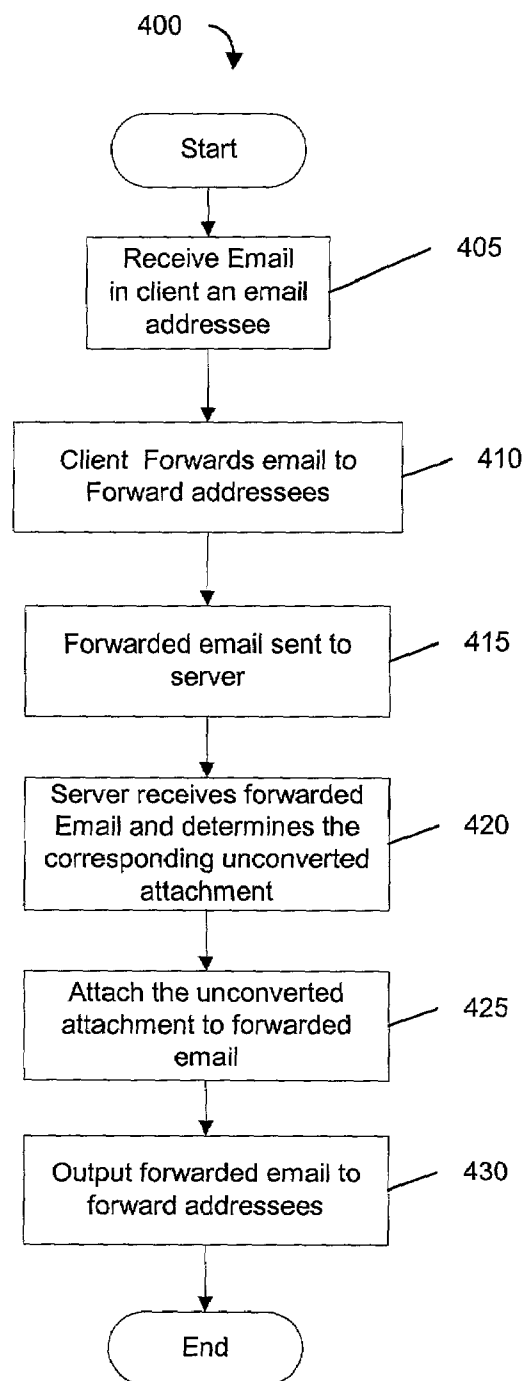 400
Start
Receive Email
in client an email
addressee
405
Client Forwards email to
Forward addressees
410
Forwarded email sent to
server
415
Server receives forwarded
Email and determines the
corresponding unconverted
attachment
420
Attach the unconverted
attachment to forwarded
email
425
Output forwarded email to
forward addressees
430
End